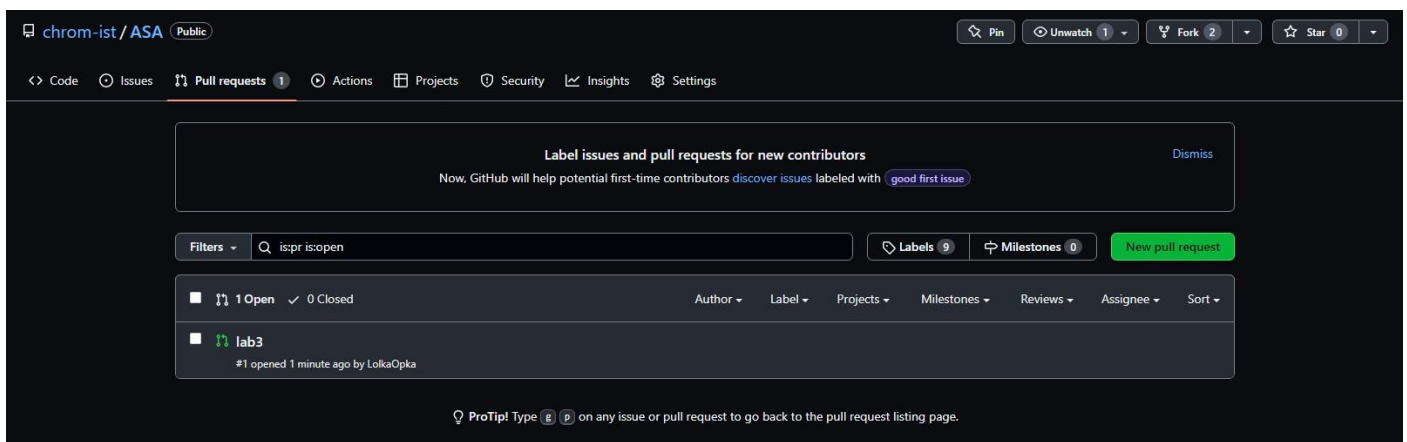 chrom-ist / ASA Public Pin Unwatch 1 Fork 2 Star 0
Code Issues Pull requests 1 Actions Projects Security Insights Settings
Label issues and pull requests for new contributors Dismiss
Now, GitHub will help potential first-time contributors discover issues labeled with good first issue
Filters is:pr is:open Labels 9 Milestones 0 New pull request
1 Open 0 Closed Author Label Projects Milestones Reviews Assignee Sort
lab3
#1 opened 1 minute ago by LolkaOpka
ProTip! Type g p on any issue or pull request to go back to the pull request listing page.